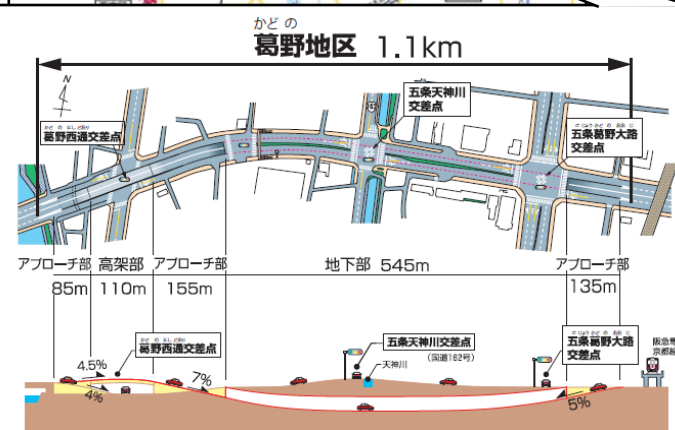 かどの
葛野地区 1.1km
N
かどのにしどおり
葛野西通交差点
五条天神川
交差点
ごじょうかどのおおじ
五条葛野大路
交差点
アプローチ部 高架部 アプローチ部 地下部 545m アプローチ部
85m 110m 155m 135m
かどのにしどおり
葛野西通交差点
4.5%
4%
7%
五条天神川交差点
(国道162号)
天神川
ごじょうかどのおおじ
五条葛野大路
交差点
5%
阪急
京都